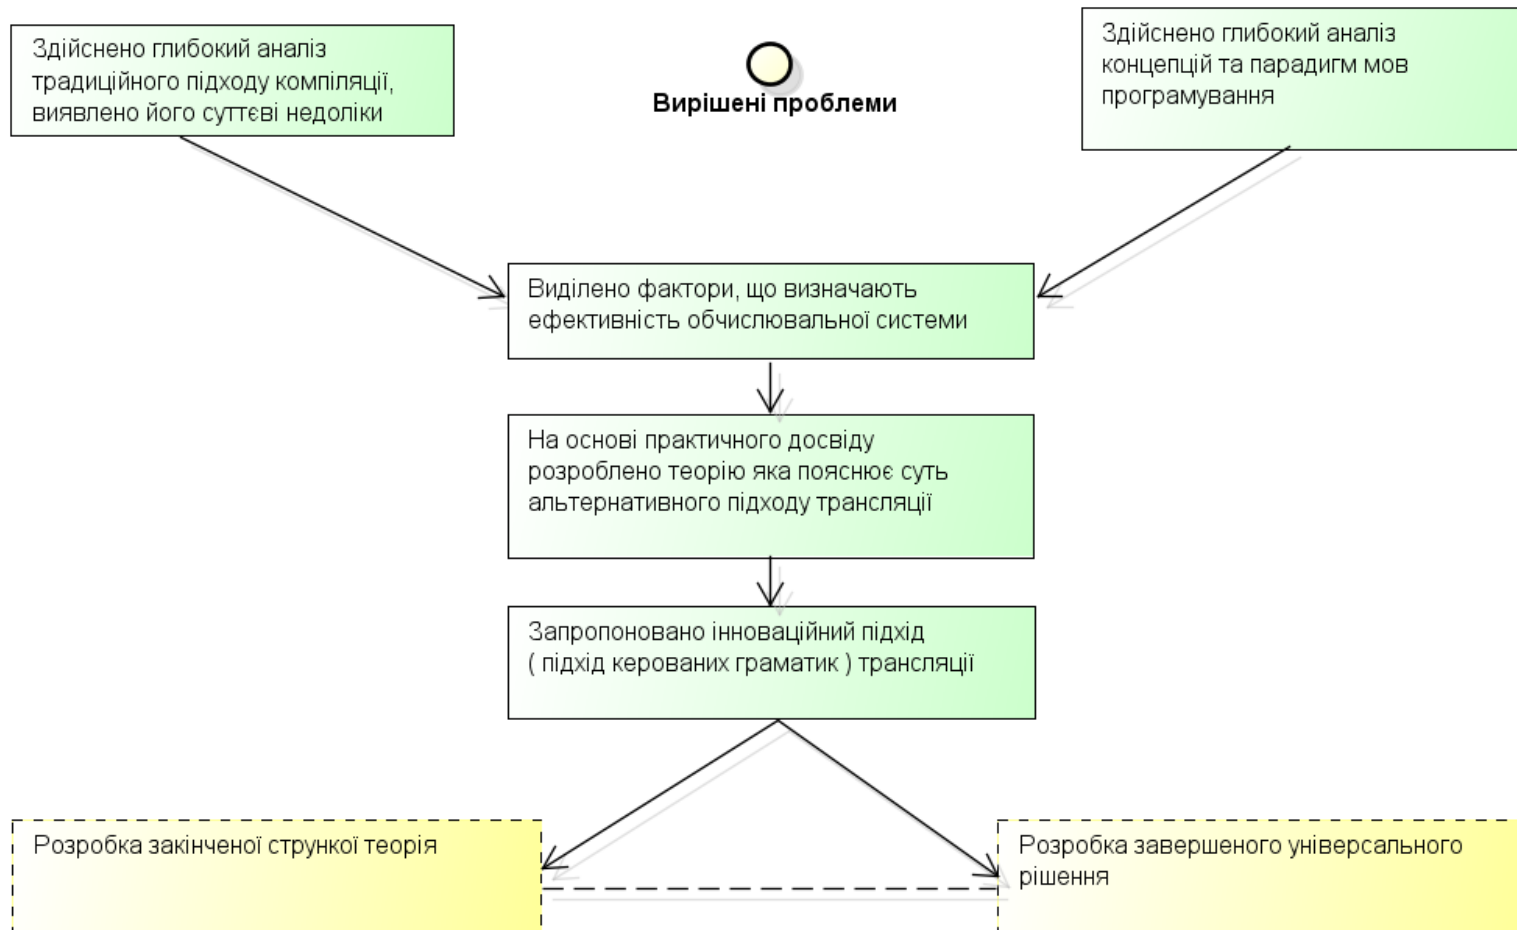 Здійснено глибокий аналіз
традиційного підходу компіляції,
виявлено його суттєві недоліки
Вирішені проблеми
Здійснено глибокий аналіз
концепцій та парадигм мов
програмування
Виділено фактори, що визначають
ефективність обчислювальної системи
На основі практичного досвіду
розроблено теорію яка пояснює суть
альтернативного підходу трансляції
Запропоновано інноваційний підхід
( підхід керованих граматик ) трансляції
Розробка закінченої стрункої теорія
Розробка завершеного універсального
рішення